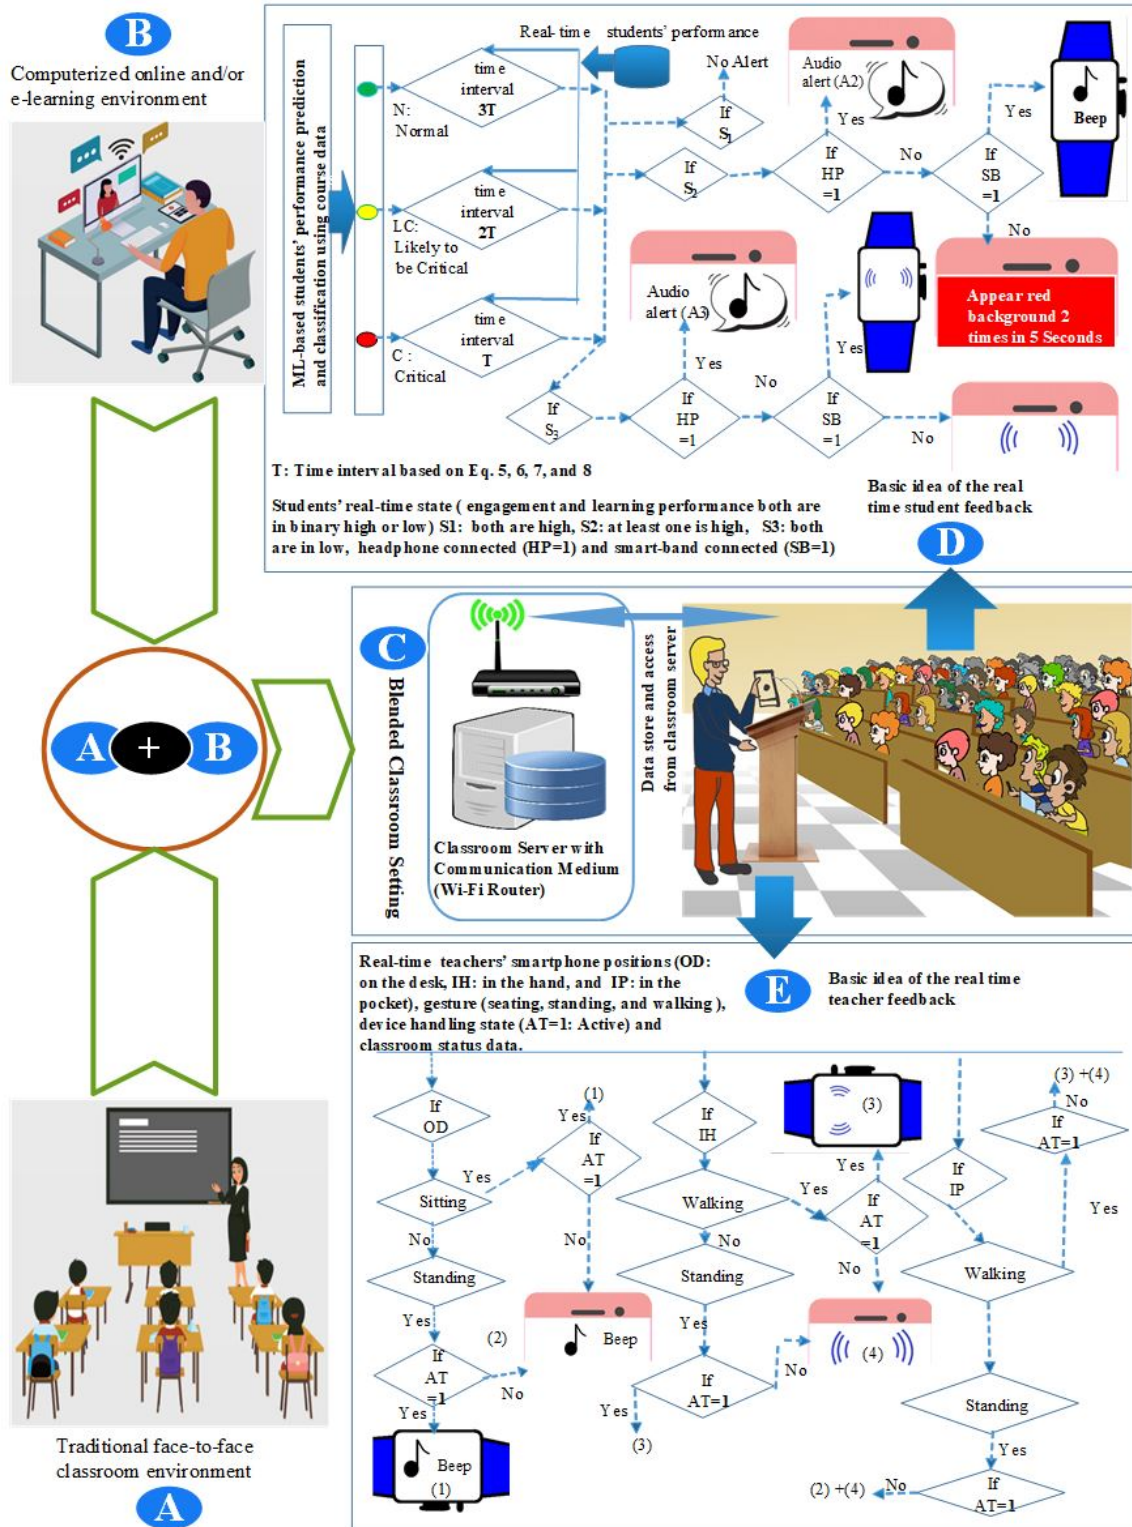 B
Computerized online and/or
e-learning environment
ML-based students' performance prediction
and classification using course data
Real-time students' performance
time
interval
3T
N:
Normal
time
interval
2T
LC:
Likely to
be Critical
time
interval
T
C :
Critical
No Alert
If
S1
If
S2
Audio
alert (A2)
Yes
If
HP
=1
No
If
SB
=1
Yes
Beep
No
Appear red
background 2
times in 5 Seconds
Audio
alert (A3)
Yes
If
S3
If
HP
=1
No
If
SB
=1
Yes
No
T: Time interval based on Eq. 5, 6, 7, and 8
Students' real-time state ( engagement and learning performance both are
in binary high or low) S1: both are high, S2: at least one is high, S3: both
are in low, headphone connected (HP=1) and smart-band connected (SB=1)
Basic idea of the real
time student feedback
D
A + B
C
Blended Classroom Setting
Classroom Server with
Communication Medium
(Wi-Fi Router)
Data store and access
from classroom server
Real-time teachers' smartphone positions (OD:
on the desk, IH: in the hand, and IP: in the
pocket), gesture (seating, standing, and walking ),
device handling state (AT=1: Active) and
classroom status data.
E
Basic idea of the real time
teacher feedback
If
OD
Sitting
Yes
No
Standing
Yes
If
AT
=1
Yes
No
(2)
Beep
(1)
(1)
Yes
If
AT
=1
No
Beep
If
IH
Walking
Yes
No
Standing
Yes
If
AT=1
Yes
(3)
No
(3)
Yes
If
AT
=1
No
(4)
If
IP
Walking
Yes
If
AT=1
No
(3) +(4)
Standing
Yes
If
AT=1
No
(2) +(4)
Traditional face-to-face
classroom environment
A